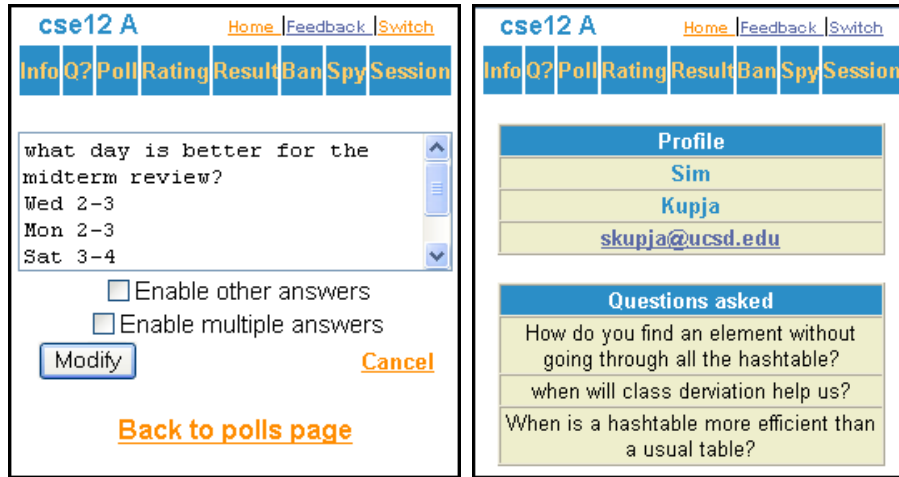 cse12 A Home Feedback Switch
Info Q? Poll Rating Result Ban Spy Session
what day is better for the
midterm review?
Wed 2-3
Mon 2-3
Sat 3-4
Enable other answers
Enable multiple answers
Modify Cancel
Back to polls page
cse12 A Home Feedback Switch
Info Q? Poll Rating Result Ban Spy Session
Profile
Sim
Kupja
skupja@ucsd.edu
Questions asked
How do you find an element without
going through all the hashtable?
when will class derviation help us?
When is a hashtable more efficient than
a usual table?